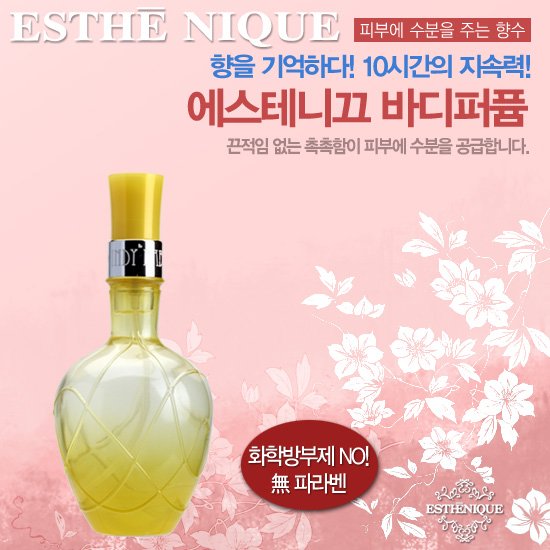 ESTHĒ NIQUE
피부에 수분을 주는 향수
향을 기억하다! 10시간의 지속력!
에스테니끄 바디퍼퓸
끈적임 없는 촉촉함이 피부에 수분을 공급합니다.
화학방부제 NO!
無 파라벤
ESTHENIQUE